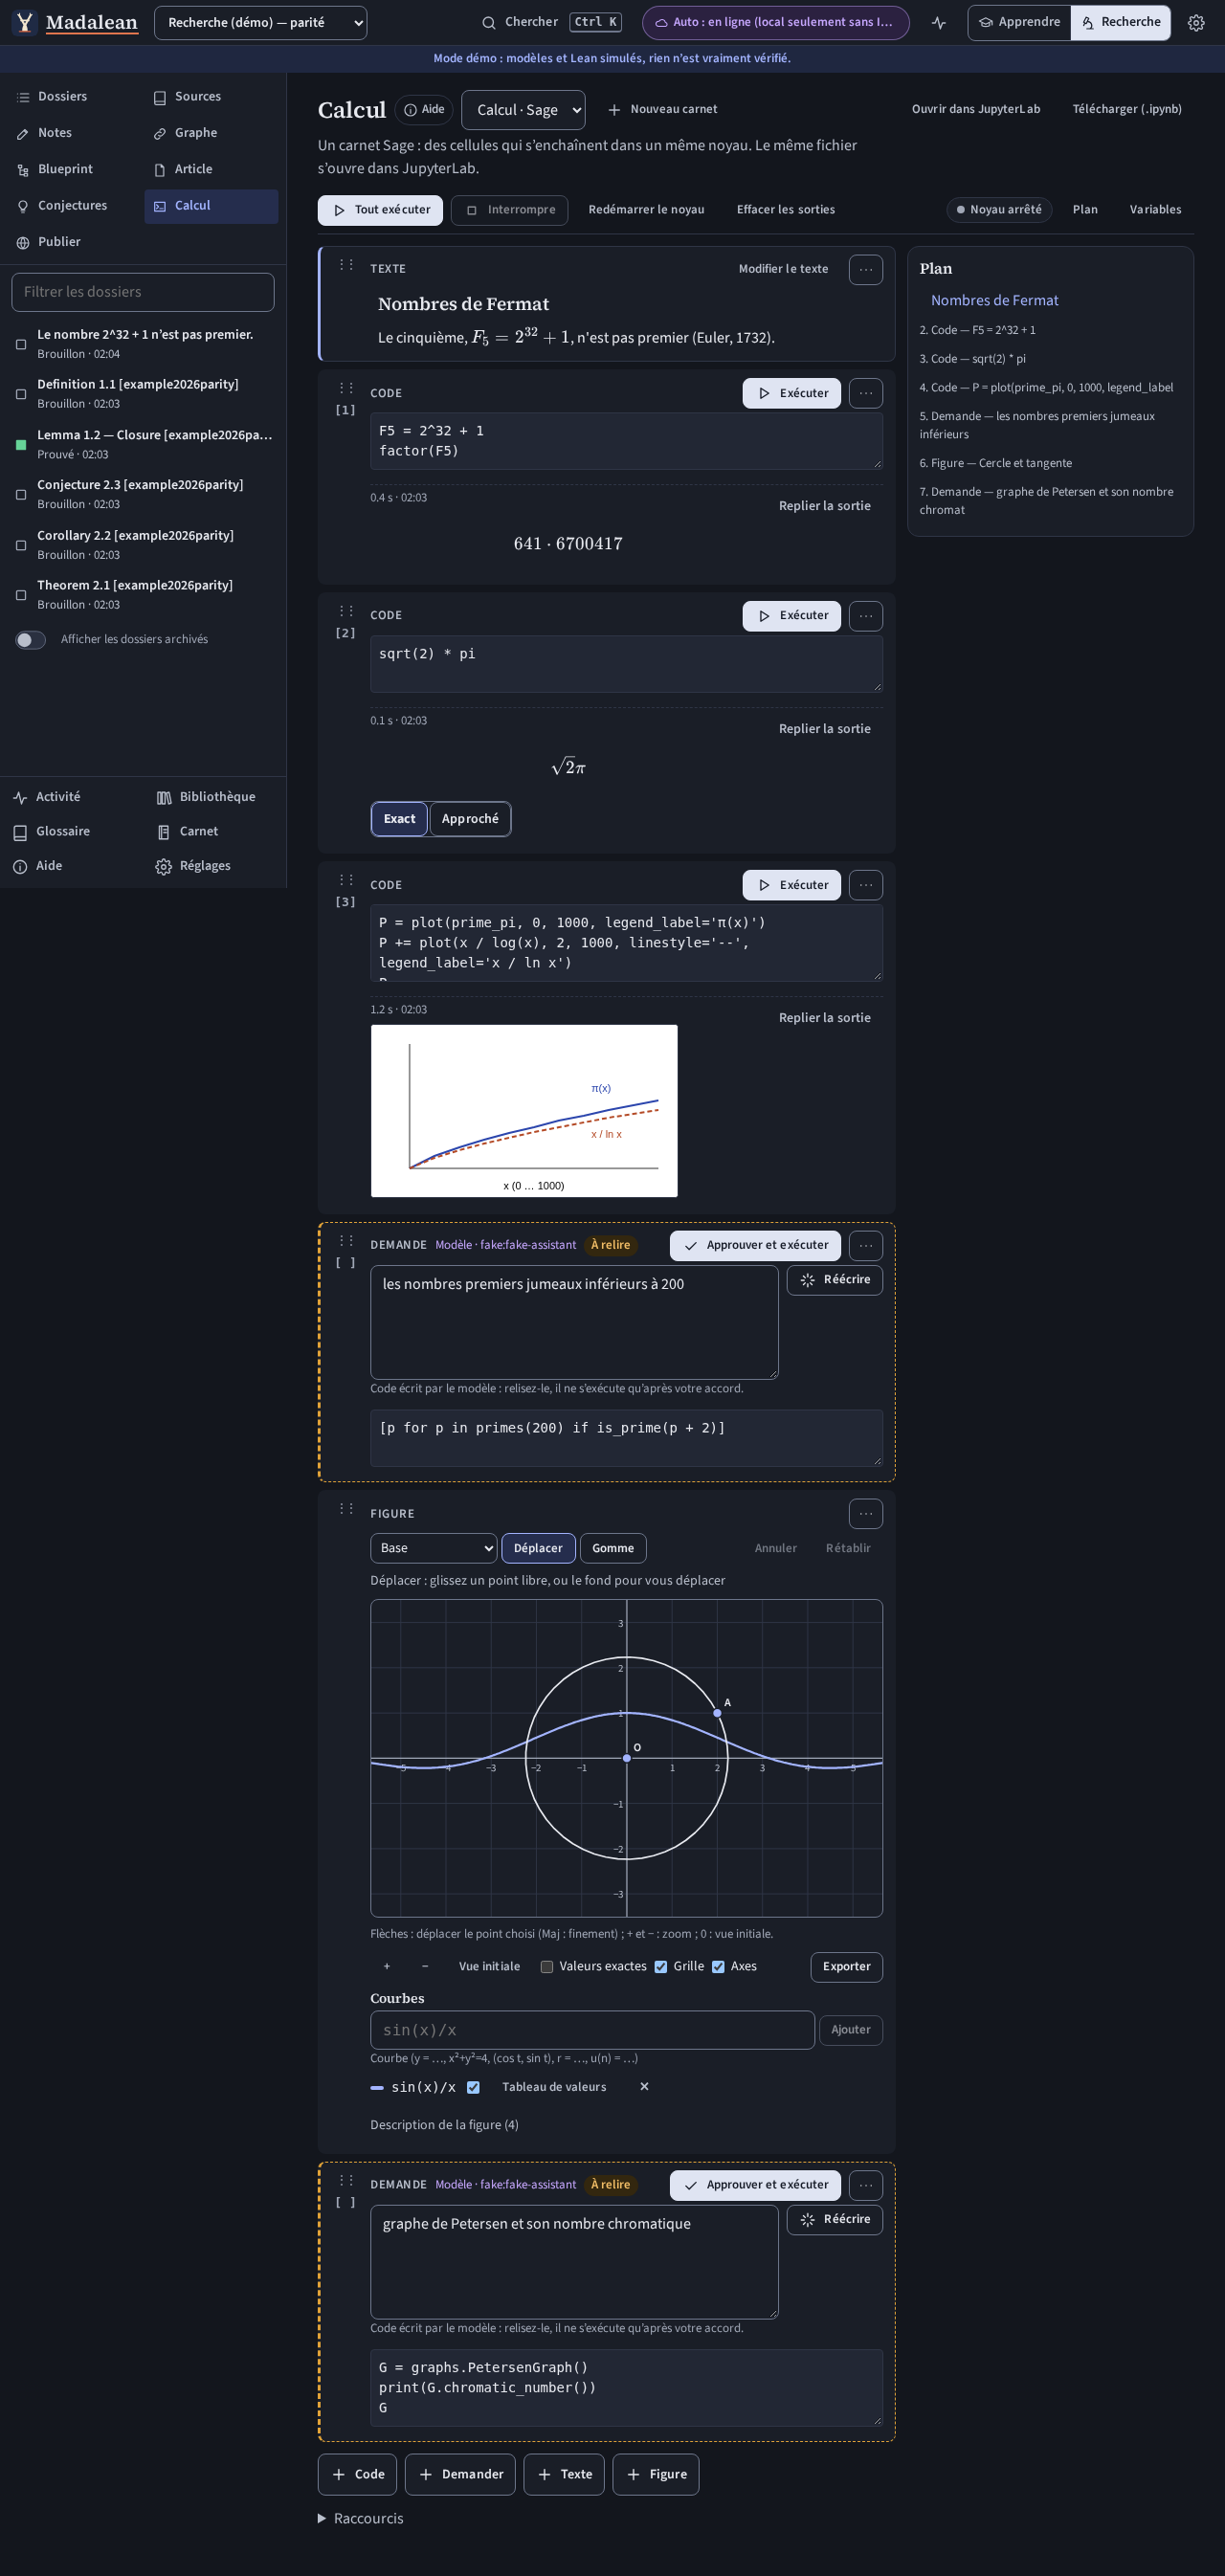 Madalean
Recherche (démo) — parité
Chercher Ctrl K
Auto : en ligne (local seulement sans I…
Apprendre
Recherche
Mode démo : modèles et Lean simulés, rien n’est vraiment vérifié.
Dossiers
Sources
Notes
Graphe
Blueprint
Article
Conjectures
Calcul
Publier
Filtrer les dossiers
Le nombre 2^32 + 1 n’est pas premier.
Brouillon · 02:04
Definition 1.1 [example2026parity]
Brouillon · 02:03
Lemma 1.2 — Closure [example2026pa…
Prouvé · 02:03
Conjecture 2.3 [example2026parity]
Brouillon · 02:03
Corollary 2.2 [example2026parity]
Brouillon · 02:03
Theorem 2.1 [example2026parity]
Brouillon · 02:03
Afficher les dossiers archivés
Activité
Bibliothèque
Glossaire
Carnet
Aide
Réglages
Calcul
Aide
Calcul · Sage
Nouveau carnet
Ouvrir dans JupyterLab
Télécharger (.ipynb)
Un carnet Sage : des cellules qui s’enchaînent dans un même noyau. Le même fichier
s’ouvre dans JupyterLab.
Tout exécuter
Interrompre
Redémarrer le noyau
Effacer les sorties
Noyau arrêté
Plan
Variables
TEXTE
Modifier le texte
···
Nombres de Fermat
Le cinquième, F₅ = 2³² + 1, n'est pas premier (Euler, 1732).
CODE
Exécuter
···
[1]
F5 = 2^32 + 1
factor(F5)
0.4 s · 02:03
Replier la sortie
641 · 6700417
CODE
Exécuter
···
[2]
sqrt(2) * pi
0.1 s · 02:03
Replier la sortie
√2π
Exact
Approché
CODE
Exécuter
···
[3]
P = plot(prime_pi, 0, 1000, legend_label='π(x)')
P += plot(x / log(x), 2, 1000, linestyle='--',
legend_label='x / ln x')
1.2 s · 02:03
Replier la sortie
π(x)
x / ln x
x (0 … 1000)
DEMANDE
Modèle · fake:fake-assistant
À relire
Approuver et exécuter
···
[ ]
les nombres premiers jumeaux inférieurs à 200
Réécrire
Code écrit par le modèle : relisez-le, il ne s’exécute qu’après votre accord.
[p for p in primes(200) if is_prime(p + 2)]
FIGURE
···
Base
Déplacer
Gomme
Annuler
Rétablir
Déplacer : glissez un point libre, ou le fond pour vous déplacer
3
2
A
1
O
−5 −4 −3 −2 −1 1 2 3 4 5
−1
−2
−3
Flèches : déplacer le point choisi (Maj : finement) ; + et − : zoom ; 0 : vue initiale.
+
−
Vue initiale
Valeurs exactes
Grille
Axes
Exporter
Courbes
sin(x)/x
Ajouter
Courbe (y = …, x²+y²=4, (cos t, sin t), r = …, u(n) = …)
sin(x)/x
Tableau de valeurs
×
Description de la figure (4)
DEMANDE
Modèle · fake:fake-assistant
À relire
Approuver et exécuter
···
[ ]
graphe de Petersen et son nombre chromatique
Réécrire
Code écrit par le modèle : relisez-le, il ne s’exécute qu’après votre accord.
G = graphs.PetersenGraph()
print(G.chromatic_number())
G
Code
Demander
Texte
Figure
Raccourcis
Plan
Nombres de Fermat
2. Code — F5 = 2^32 + 1
3. Code — sqrt(2) * pi
4. Code — P = plot(prime_pi, 0, 1000, legend_label
5. Demande — les nombres premiers jumeaux
inférieurs
6. Figure — Cercle et tangente
7. Demande — graphe de Petersen et son nombre
chromat